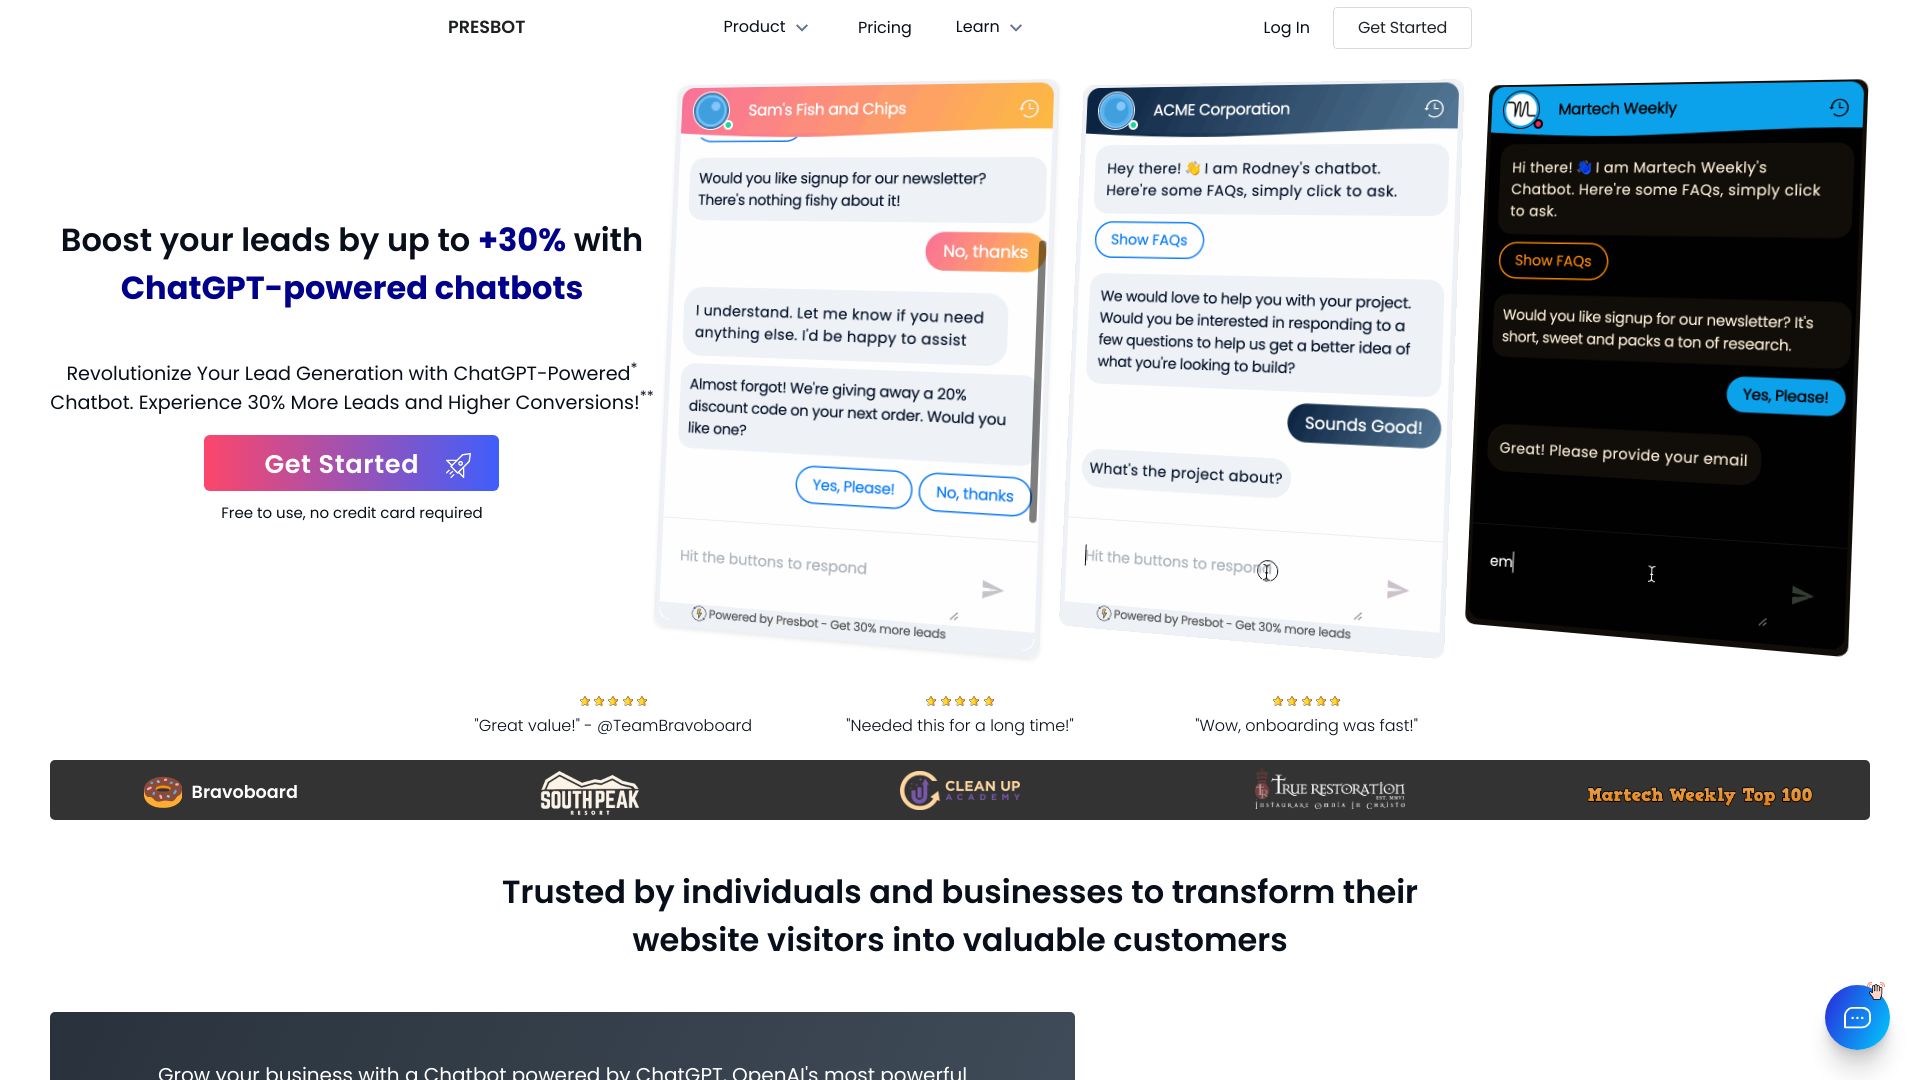 PRESBOT
Product
Pricing
Learn
Log In
Get Started
Boost your leads by up to +30% with
ChatGPT-powered chatbots
Revolutionize Your Lead Generation with ChatGPT-Powered*
Chatbot. Experience 30% More Leads and Higher Conversions!**
Get Started
Free to use, no credit card required
Sam's Fish and Chips
Would you like signup for our newsletter?
There's nothing fishy about it!
No, thanks
I understand. Let me know if you need
anything else. I'd be happy to assist
Almost forgot! We're giving away a 20%
discount code on your next order. Would you
like one?
Yes, Please!
No, thanks
Hit the buttons to respond
Powered by Presbot - Get 30% more leads
ACME Corporation
Hey there! 👋 I am Rodney's chatbot.
Here're some FAQs, simply click to ask.
Show FAQs
We would love to help you with your project.
Would you be interested in responding to a
few questions to help us get a better idea of
what you're looking to build?
Sounds Good!
What's the project about?
Hit the buttons to respond
Powered by Presbot - Get 30% more leads
Martech Weekly
Hi there! 👋 I am Martech Weekly's
Chatbot. Here're some FAQs, simply click
to ask.
Show FAQs
Would you like signup for our newsletter? It's
short, sweet and packs a ton of research.
Yes, Please!
Great! Please provide your email
em
"Great value!" - @TeamBravoboard
"Needed this for a long time!"
"Wow, onboarding was fast!"
Bravoboard
SOUTH PEAK
RESORT
CLEAN UP
ACADEMY
TRUE RESTORATION
EST. MMVI
Instaurare Omnia In Christo
Martech Weekly Top 100
Trusted by individuals and businesses to transform their
website visitors into valuable customers
Grow your business with a Chatbot powered by ChatGPT, OpenAI's most powerful